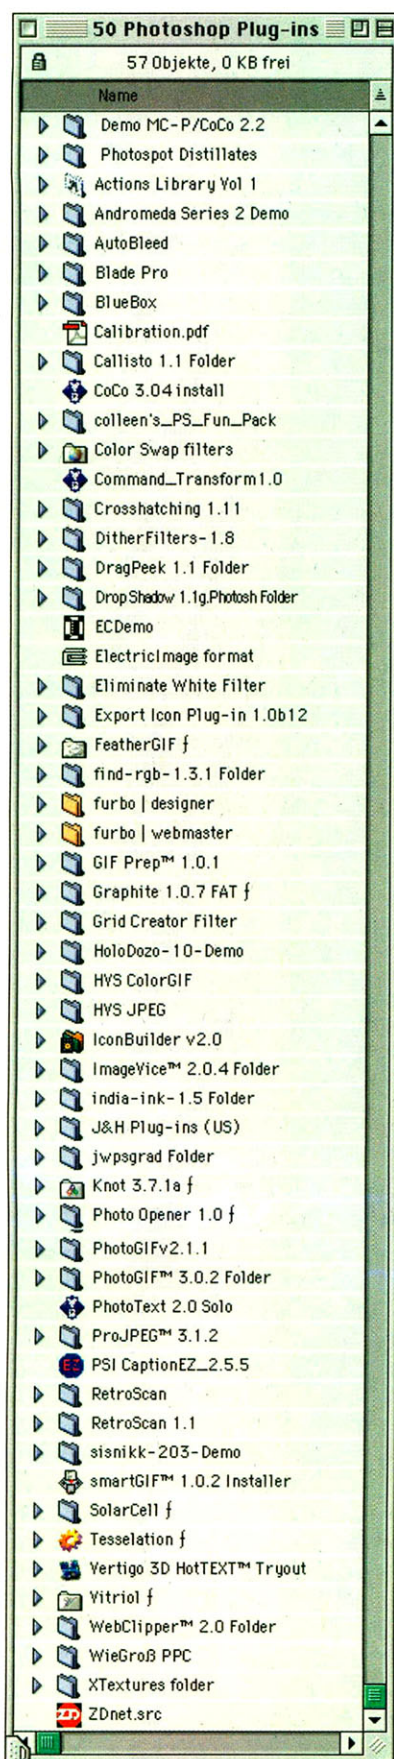 50 Photoshop Plug-ins
57 Objekte, 0 KB frei
Name
Demo MC-P/CoCo 2.2
Photospot Distillates
Actions Library Vol 1
Andromeda Series 2 Demo
AutoBleed
Blade Pro
BlueBox
Calibration.pdf
Callisto 1.1 Folder
CoCo 3.04 install
colleen's_PS_Fun_Pack
Color Swap filters
Command_Transform1.0
Crosshatching 1.11
DitherFilters-1.8
DragPeek 1.1 Folder
DropShadow 1.1g.Photosh Folder
ECDemo
ElectricImage format
Eliminate White Filter
Export Icon Plug-in 1.0b12
FeatherGIF ƒ
find-rgb-1.3.1 Folder
furbo | designer
furbo | webmaster
GIF Prep™ 1.0.1
Graphite 1.0.7 FAT ƒ
Grid Creator Filter
HoloDozo-10-Demo
HVS ColorGIF
HVS JPEG
IconBuilder v2.0
ImageVice™ 2.0.4 Folder
india-ink-1.5 Folder
J&H Plug-ins (US)
jwpsgrad Folder
Knot 3.7.1a ƒ
Photo Opener 1.0 ƒ
PhotoGIFv2.1.1
PhotoGIF™ 3.0.2 Folder
PhotoText 2.0 Solo
ProJPEG™ 3.1.2
EZ PSI CaptionEZ_2.5.5
RetroScan
RetroScan 1.1
sisnikk-203-Demo
smartGIF™ 1.0.2 Installer
SolarCell ƒ
Tesselation ƒ
Vertigo 3D HotTEXT™ Tryout
Vitriol ƒ
WebClipper™ 2.0 Folder
WieGroß PPC
XTextures folder
ZD ZDnet.src